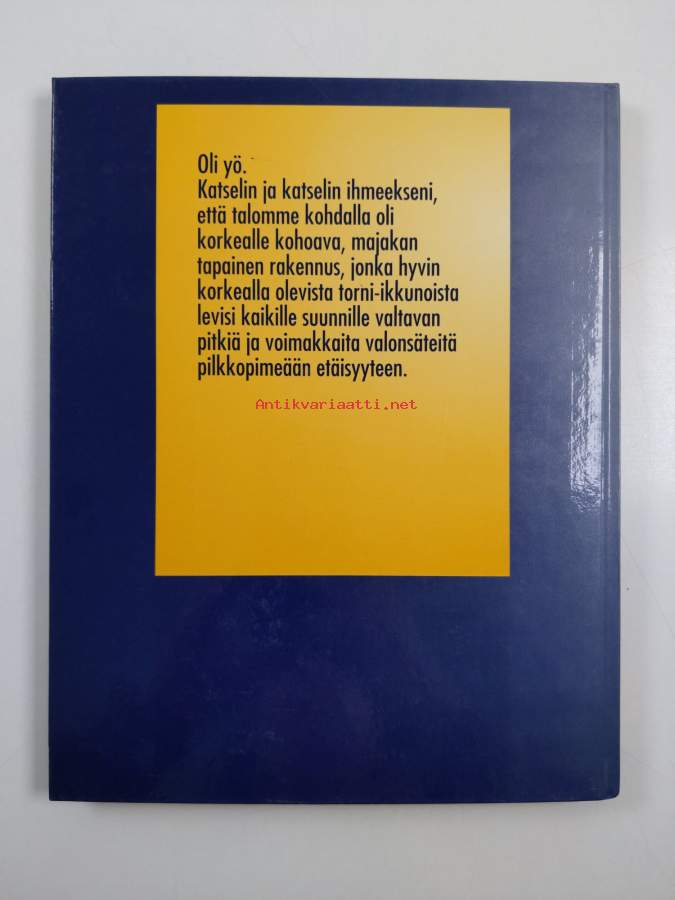 Oli yö.
Katselin ja katselin ihmeekseni,
että talomme kohdalla oli
korkealle kohoava, majakan
tapainen rakennus, jonka hyvin
korkealla olevista torni-ikkunoista
levisi kaikille suunnille valtavan
pitkiä ja voimakkaita valonsäteitä
pilkkopimeään etäisyyteen.
Antikvariaatti.net